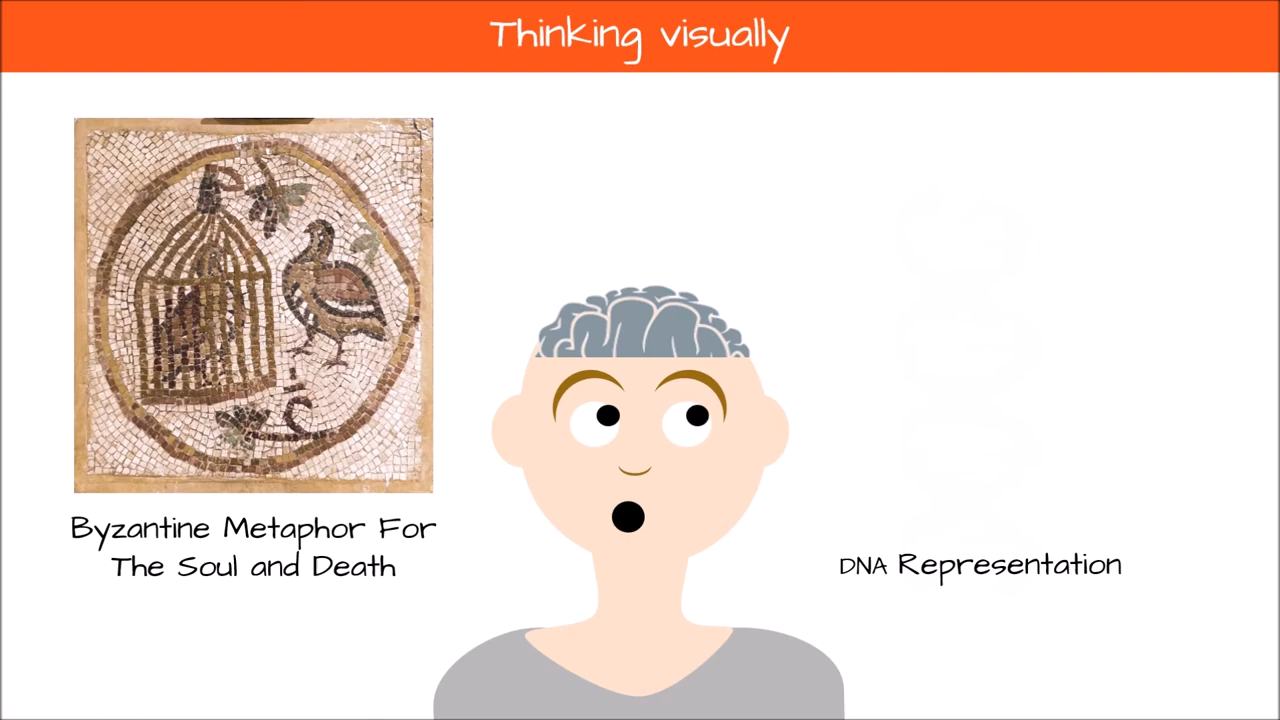 Thinking visually
Byzantine Metaphor For
The Soul and Death
DNA Representation